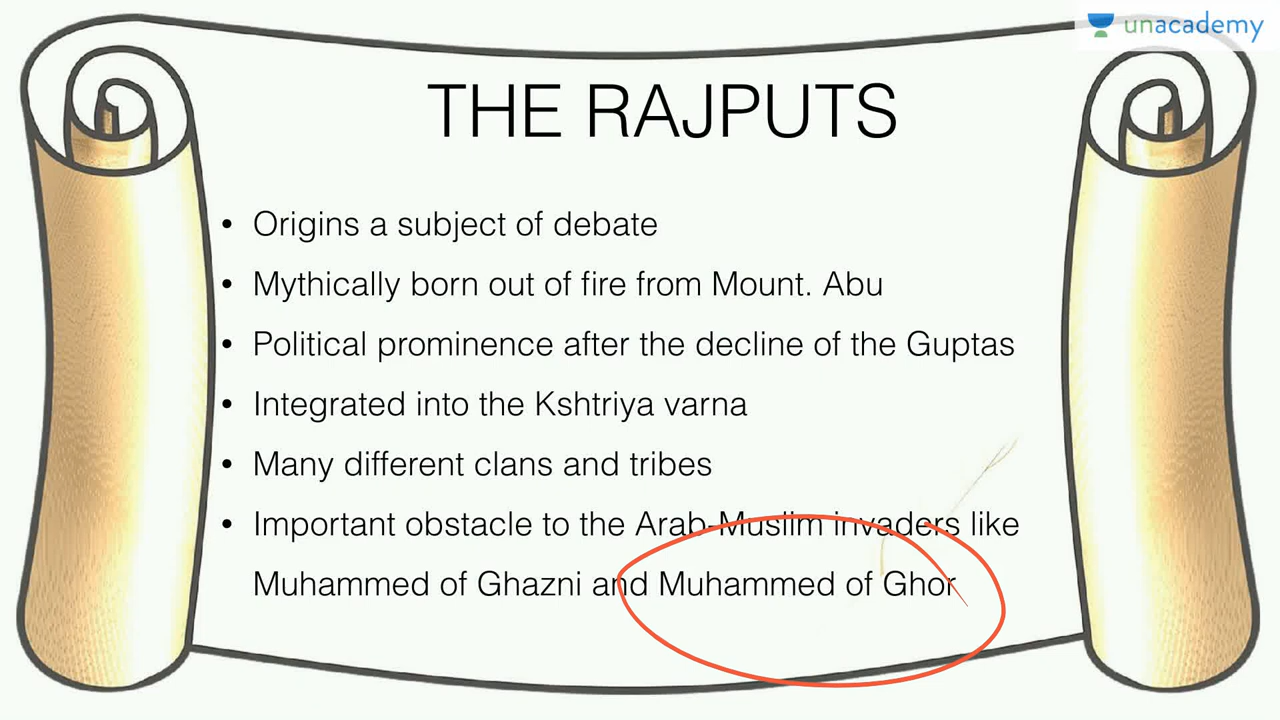 unacademy
THE RAJPUTS
• Origins a subject of debate
• Mythically born out of fire from Mount. Abu
• Political prominence after the decline of the Guptas
• Integrated into the Kshtriya varna
• Many different clans and tribes
• Important obstacle to the Arab-Muslim invaders like
Muhammed of Ghazni and Muhammed of Ghor